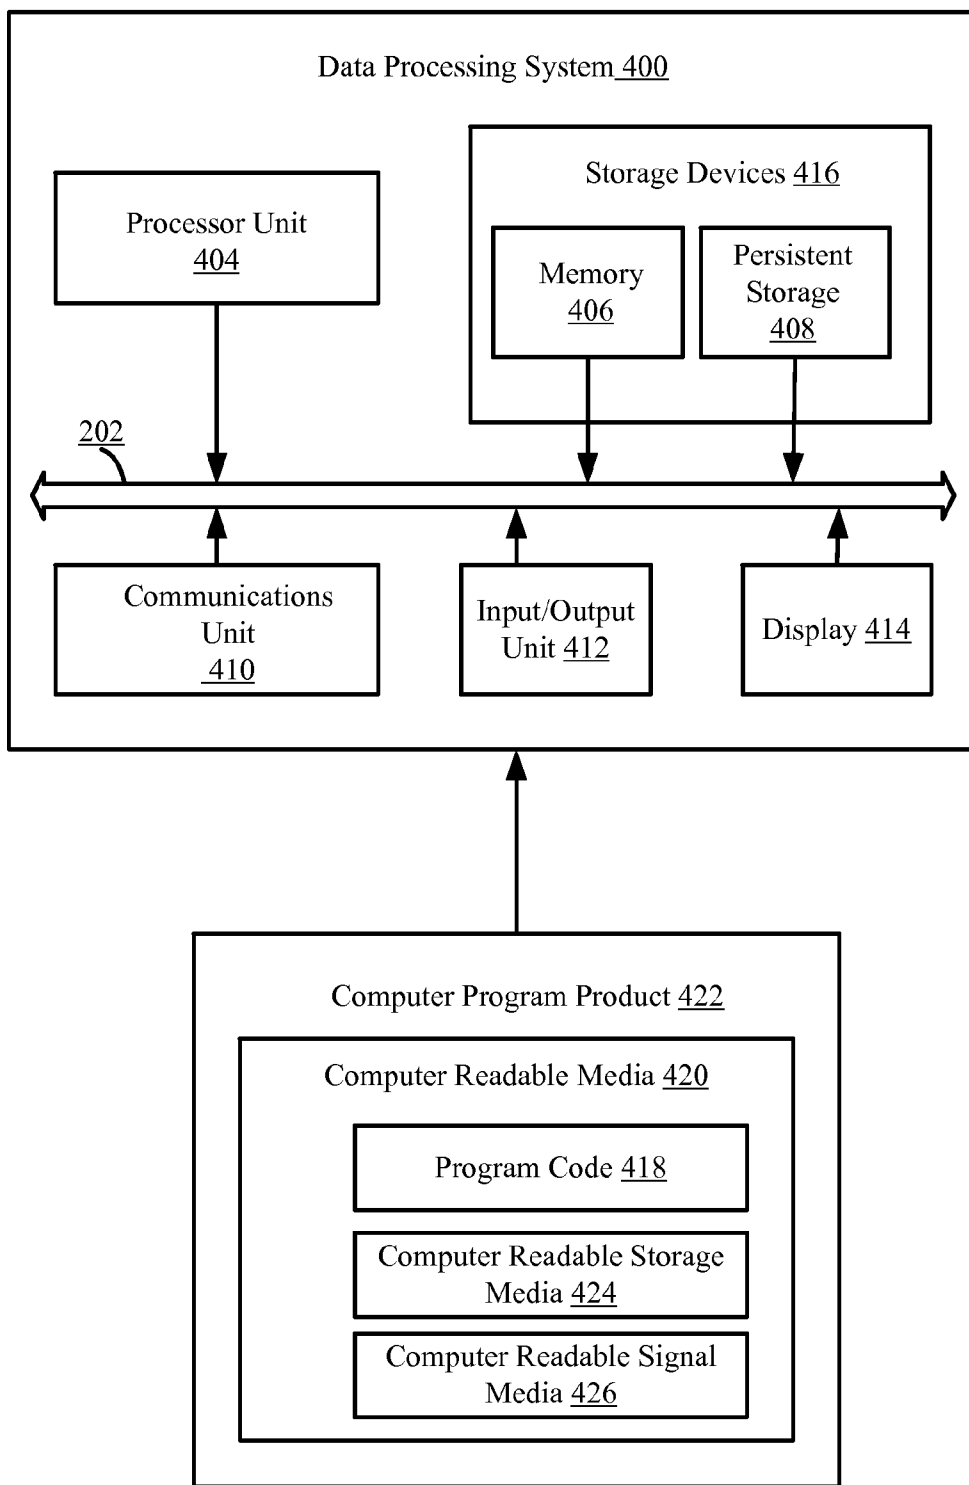 Data Processing System 400
Storage Devices 416
Processor Unit
404
Memory
406
Persistent
Storage
408
202
Communications
Unit
410
Input/Output
Unit 412
Display 414
Computer Program Product 422
Computer Readable Media 420
Program Code 418
Computer Readable Storage
Media 424
Computer Readable Signal
Media 426